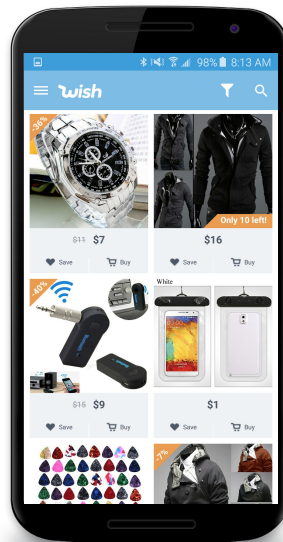 98% 8:13 AM
wish
-36%
Only 10 left!
$11 $7
$16
Save Buy
Save Buy
-40%
White
$15 $9
$1
Save Buy
Save Buy
-7%